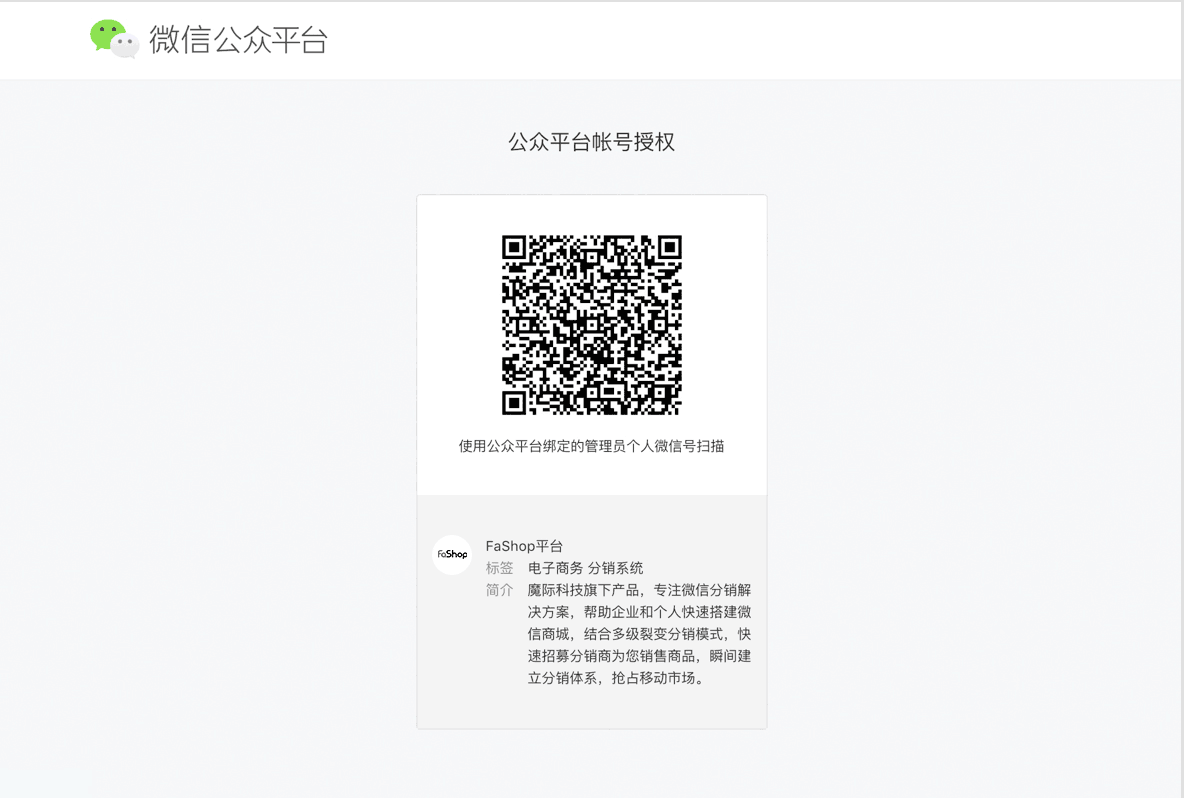 微信公众平台
公众平台帐号授权
使用公众平台绑定的管理员个人微信号扫描
FaShop
FaShop平台
标签 电子商务 分销系统
简介 魔际科技旗下产品，专注微信分销解
决方案，帮助企业和个人快速搭建微
信商城，结合多级裂变分销模式，快
速招募分销商为您销售商品，瞬间建
立分销体系，抢占移动市场。